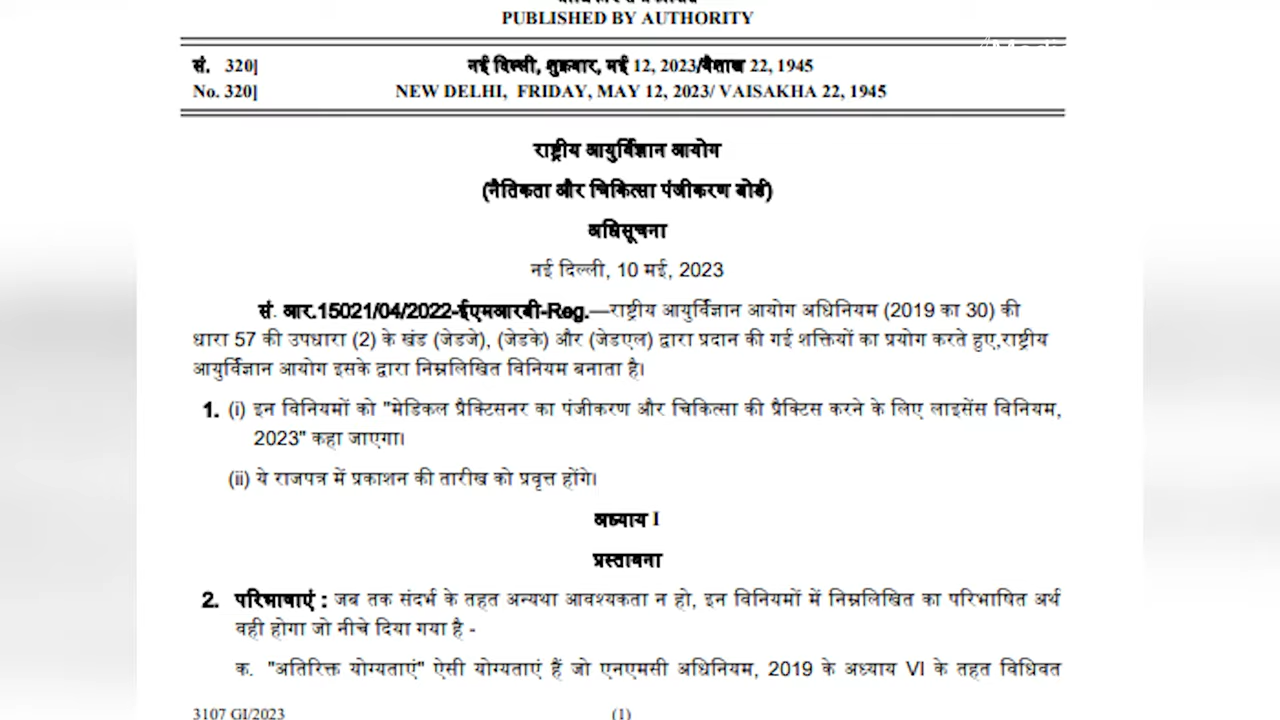 PUBLISHED BY AUTHORITY
सं. 320]
नई दिल्ली, शुक्रवार, मई 12, 2023/वैशाख 22, 1945
No. 320]
NEW DELHI, FRIDAY, MAY 12, 2023/ VAISAKHA 22, 1945
राष्ट्रीय आयुर्विज्ञान आयोग
(नैतिकता और चिकित्सा पंजीकरण बोर्ड)
अधिसूचना
नई दिल्ली, 10 मई, 2023
सं. आर.15021/04/2022-ईएमआरबी-Reg.—राष्ट्रीय आयुर्विज्ञान आयोग अधिनियम (2019 का 30) की
धारा 57 की उपधारा (2) के खंड (जेडजे), (जेडके) और (जेडएल) द्वारा प्रदान की गई शक्तियों का प्रयोग करते हुए,राष्ट्रीय
आयुर्विज्ञान आयोग इसके द्वारा निम्नलिखित विनियम बनाता है।
1. (i) इन विनियमों को "मेडिकल प्रैक्टिसनर का पंजीकरण और चिकित्सा की प्रैक्टिस करने के लिए लाइसेंस विनियम,
2023" कहा जाएगा।
(ii) ये राजपत्र में प्रकाशन की तारीख को प्रवृत्त होंगे।
अध्याय I
प्रस्तावना
2. परिभाषाएं : जब तक संदर्भ के तहत अन्यथा आवश्यकता न हो, इन विनियमों में निम्नलिखित का परिभाषित अर्थ
वही होगा जो नीचे दिया गया है -
क. "अतिरिक्त योग्यताएं" ऐसी योग्यताएं हैं जो एनएमसी अधिनियम, 2019 के अध्याय VI के तहत विधिवत
3107 GI/2023
(1)